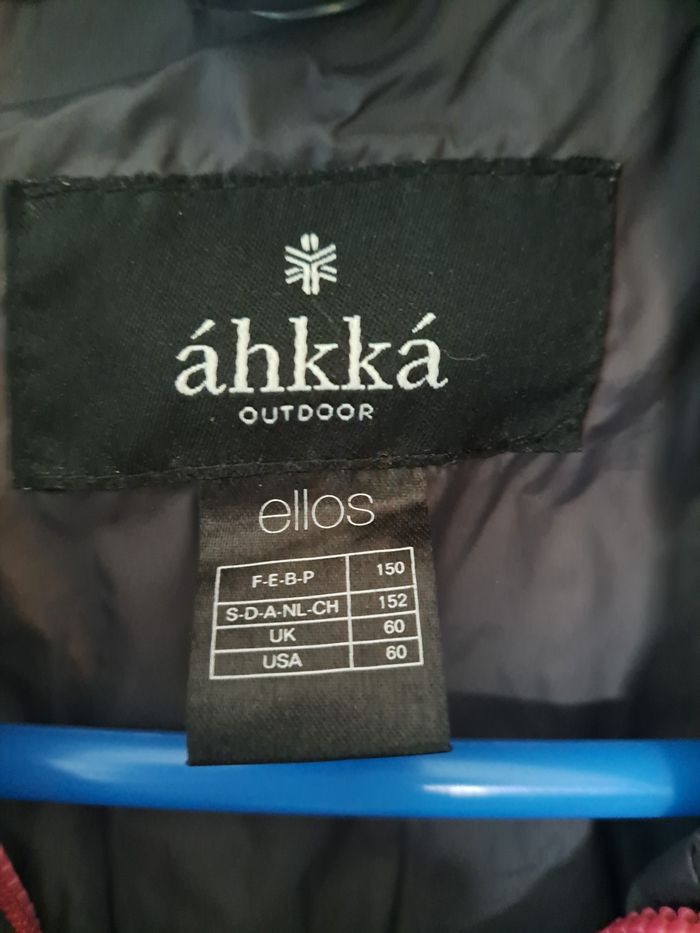 áhkká
OUTDOOR
ellos
F-E-B-P 150
S-D-A-NL-CH 152
UK 60
USA 60